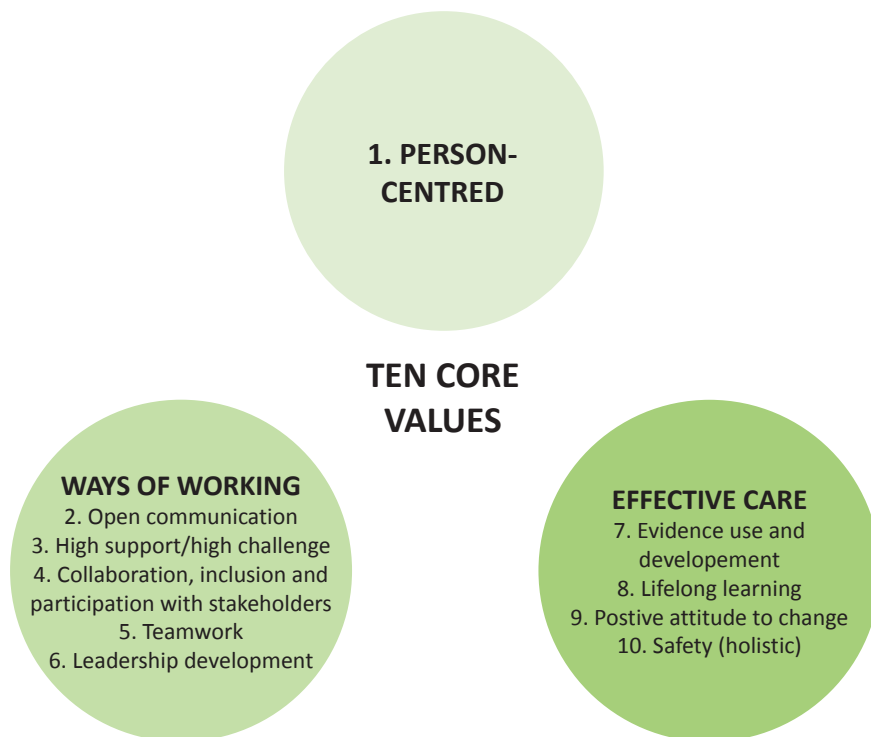 1. PERSON-
CENTRED
TEN CORE
VALUES
WAYS OF WORKING
2. Open communication
3. High support/high challenge
4. Collaboration, inclusion and
participation with stakeholders
5. Teamwork
6. Leadership development
EFFECTIVE CARE
7. Evidence use and
developement
8. Lifelong learning
9. Postive attitude to change
10. Safety (holistic)